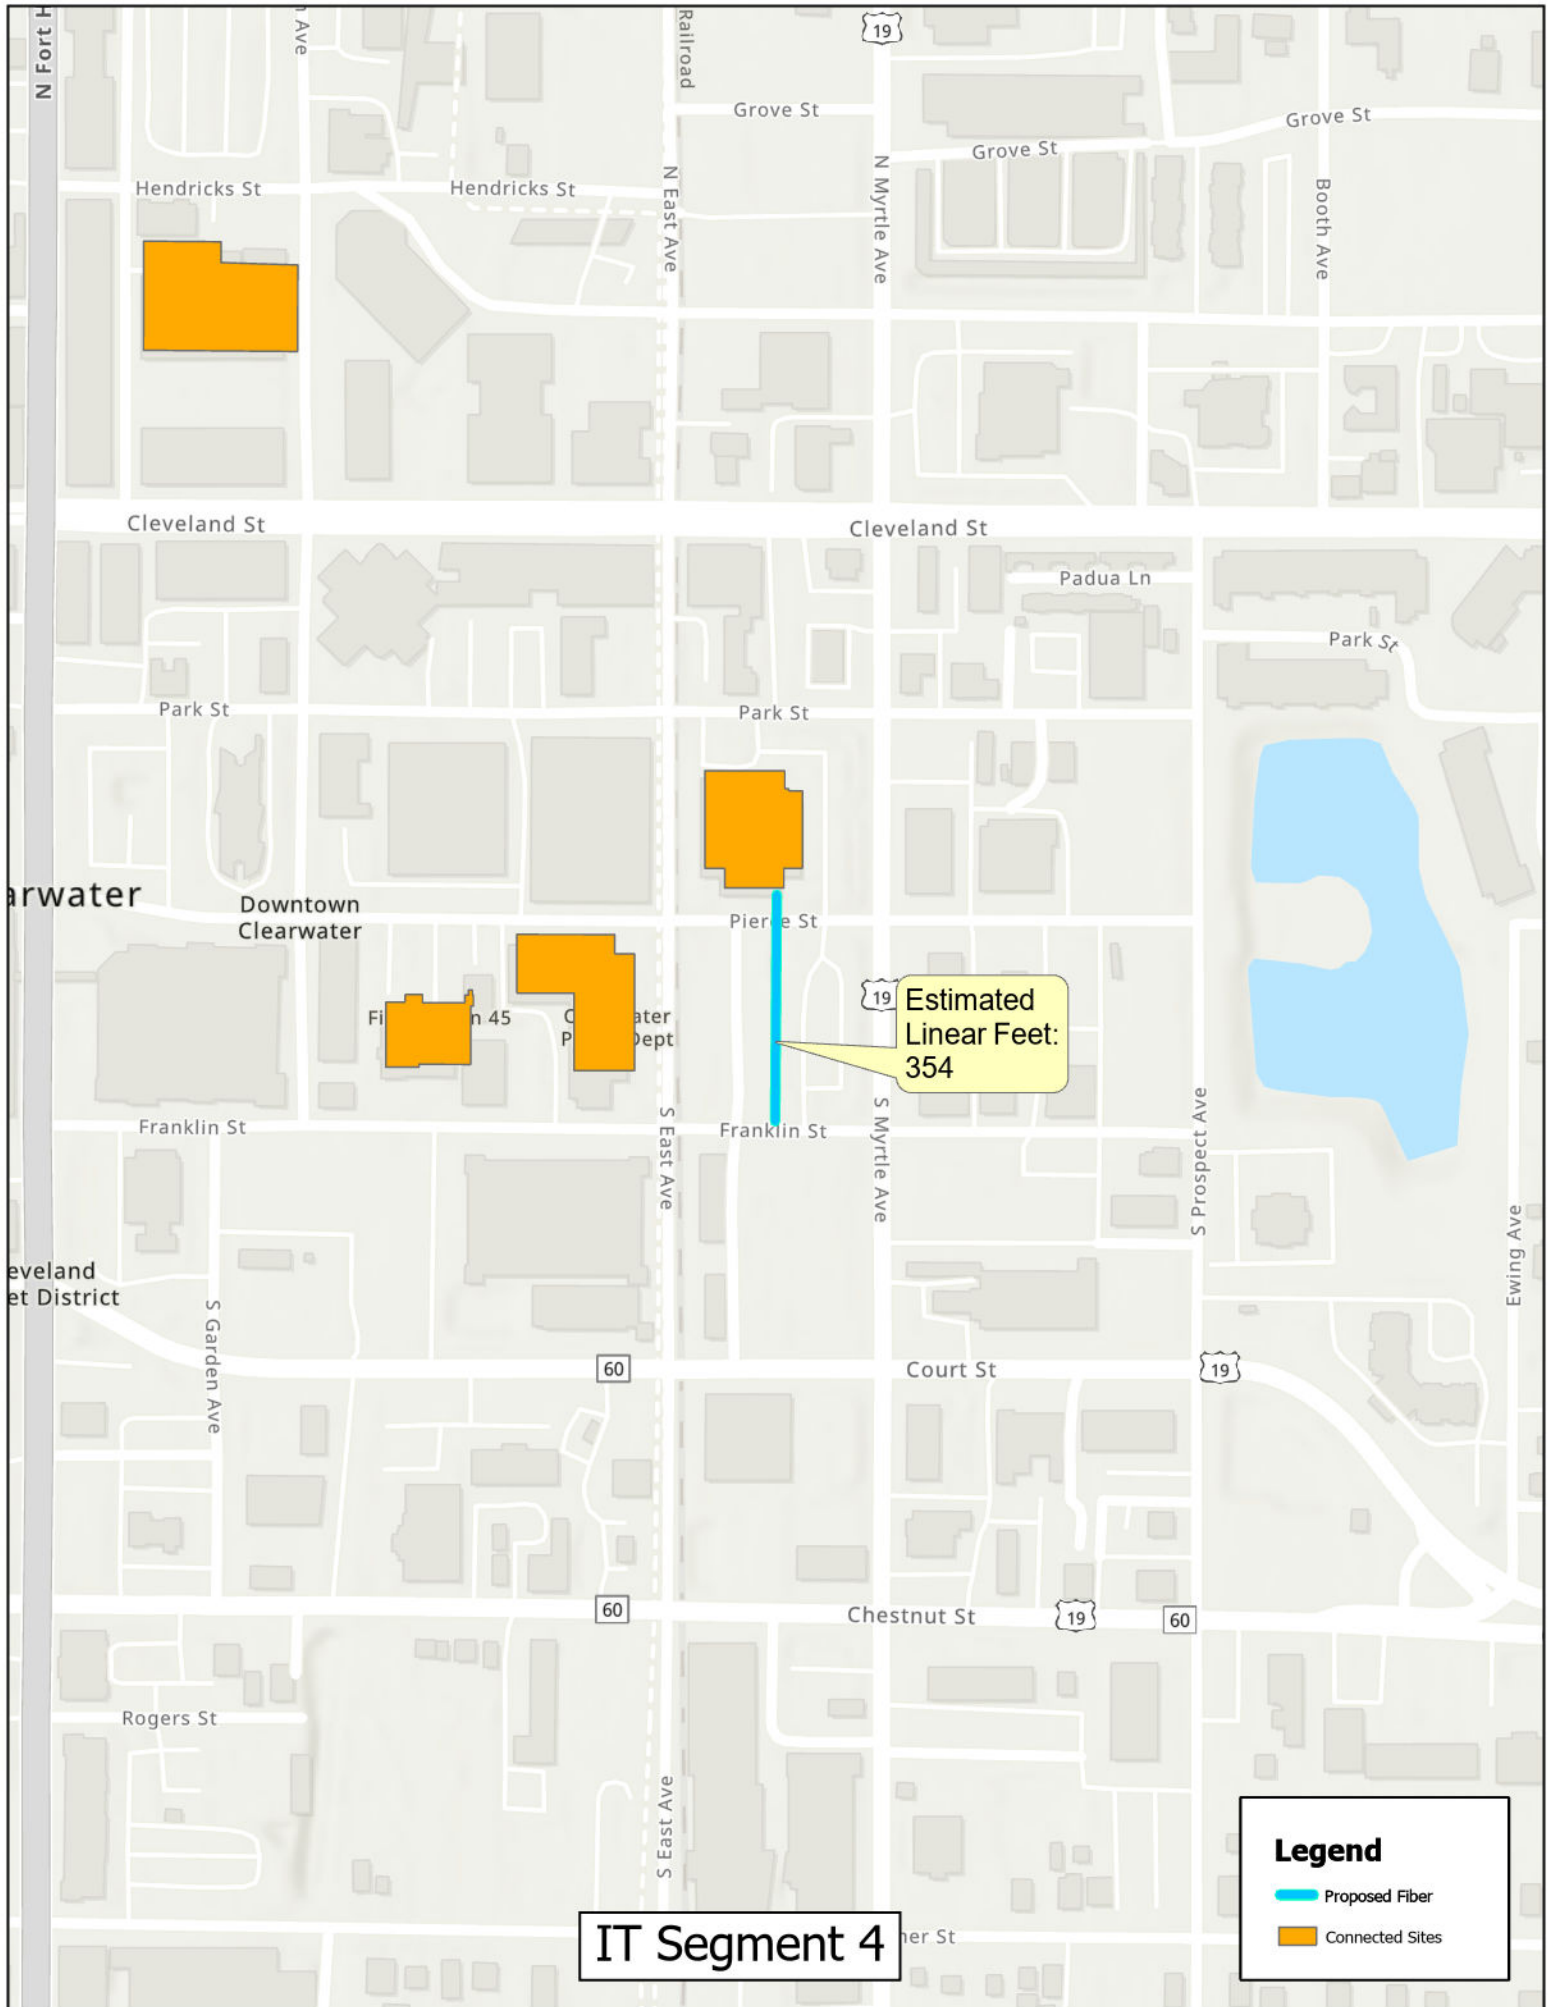 N Fort H
n Ave
Railroad
19
Grove St
Grove St
Grove St
Hendricks St
Hendricks St
N East Ave
N Myrtle Ave
Booth Ave
Cleveland St
Cleveland St
Padua Ln
Park St
Park St
Park St
arwater
Downtown
Clearwater
Pierce St
19
Estimated
Linear Feet:
354
Fi n 45
C ater
P Dept
Franklin St
Franklin St
S East Ave
S Myrtle Ave
S Prospect Ave
Ewing Ave
eveland
et District
S Garden Ave
60
Court St
19
60
Chestnut St
19
60
Rogers St
S East Ave
Legend
Proposed Fiber
Connected Sites
IT Segment 4
ner St